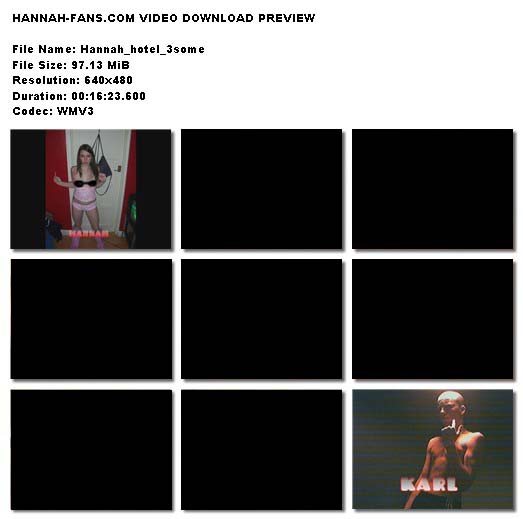 HANNAH-FANS.COM VIDEO DOWNLOAD PREVIEW
File Name: Hannah_hotel_3some
File Size: 97.13 MiB
Resolution: 640x480
Duration: 00:16:23.600
Codec: WMV3
HANNAH
KARL